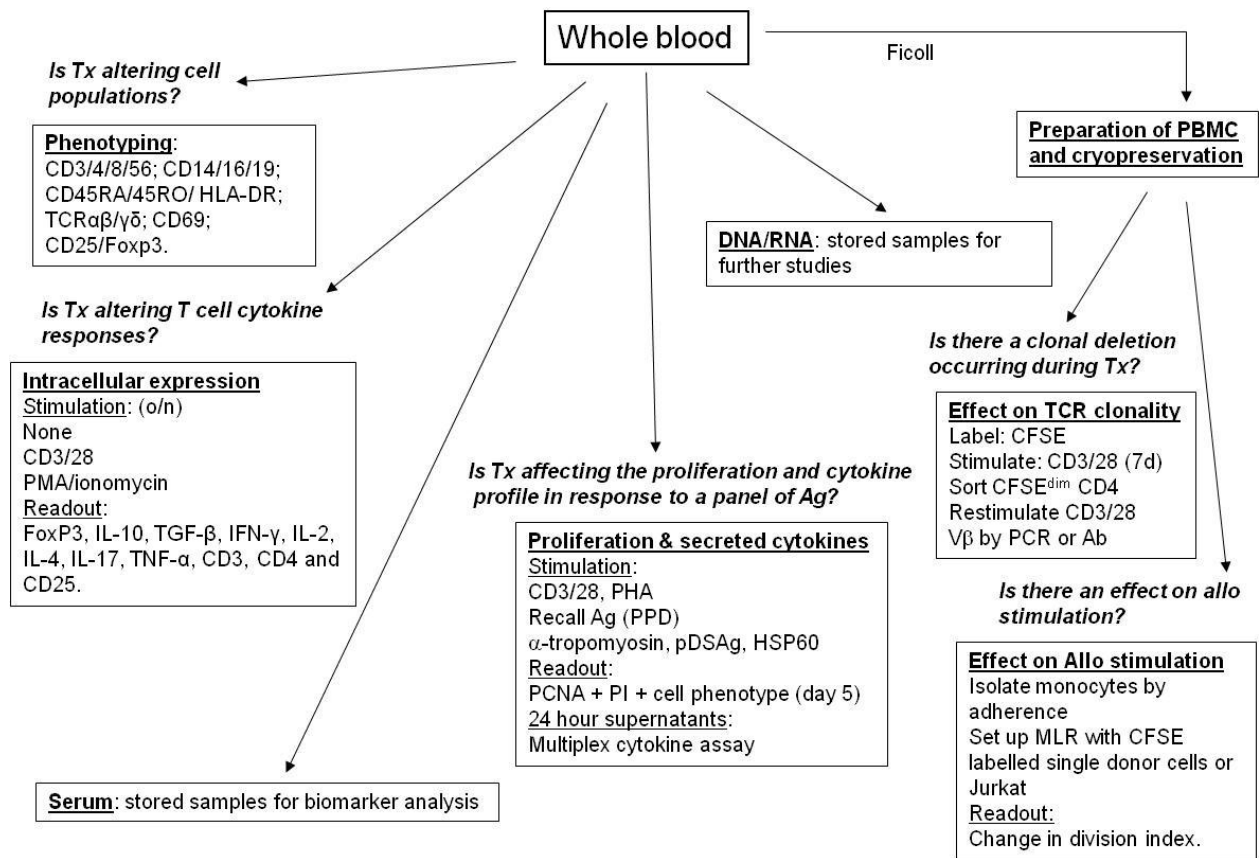 Whole blood
Ficoll
Is Tx altering cell
populations?
Phenotyping:
CD3/4/8/56; CD14/16/19;
CD45RA/45RO/ HLA-DR;
TCRαβ/γδ; CD69;
CD25/Foxp3.
Preparation of PBMC
and cryopreservation
DNA/RNA: stored samples for
further studies
Is Tx altering T cell cytokine
responses?
Intracellular expression
Stimulation: (o/n)
None
CD3/28
PMA/ionomycin
Readout:
FoxP3, IL-10, TGF-β, IFN-γ, IL-2,
IL-4, IL-17, TNF-α, CD3, CD4 and
CD25.
Is Tx affecting the proliferation and cytokine
profile in response to a panel of Ag?
Proliferation & secreted cytokines
Stimulation:
CD3/28, PHA
Recall Ag (PPD)
α-tropomyosin, pDSAg, HSP60
Readout:
PCNA + PI + cell phenotype (day 5)
24 hour supernatants:
Multiplex cytokine assay
Is there a clonal deletion
occurring during Tx?
Effect on TCR clonality
Label: CFSE
Stimulate: CD3/28 (7d)
Sort CFSEdim CD4
Restimulate CD3/28
Vβ by PCR or Ab
Is there an effect on allo
stimulation?
Effect on Allo stimulation
Isolate monocytes by
adherence
Set up MLR with CFSE
labelled single donor cells or
Jurkat
Readout:
Change in division index.
Serum: stored samples for biomarker analysis